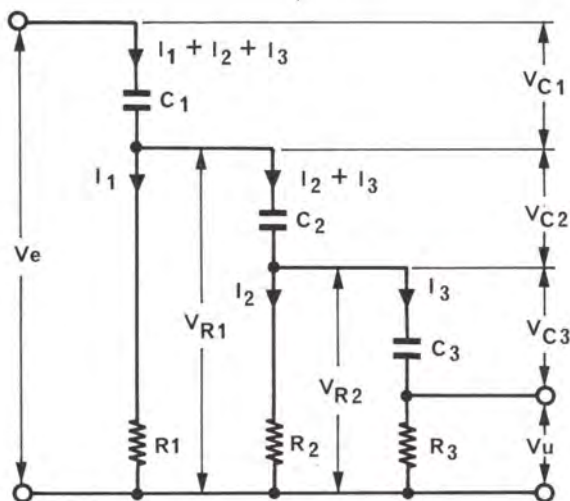 I1 + I2 + I3
VC1
C1
I1
I2 + I3
VC2
C2
Ve
VR1
I2
I3
VC3
C3
VR2
R1
R2
R3
Vu